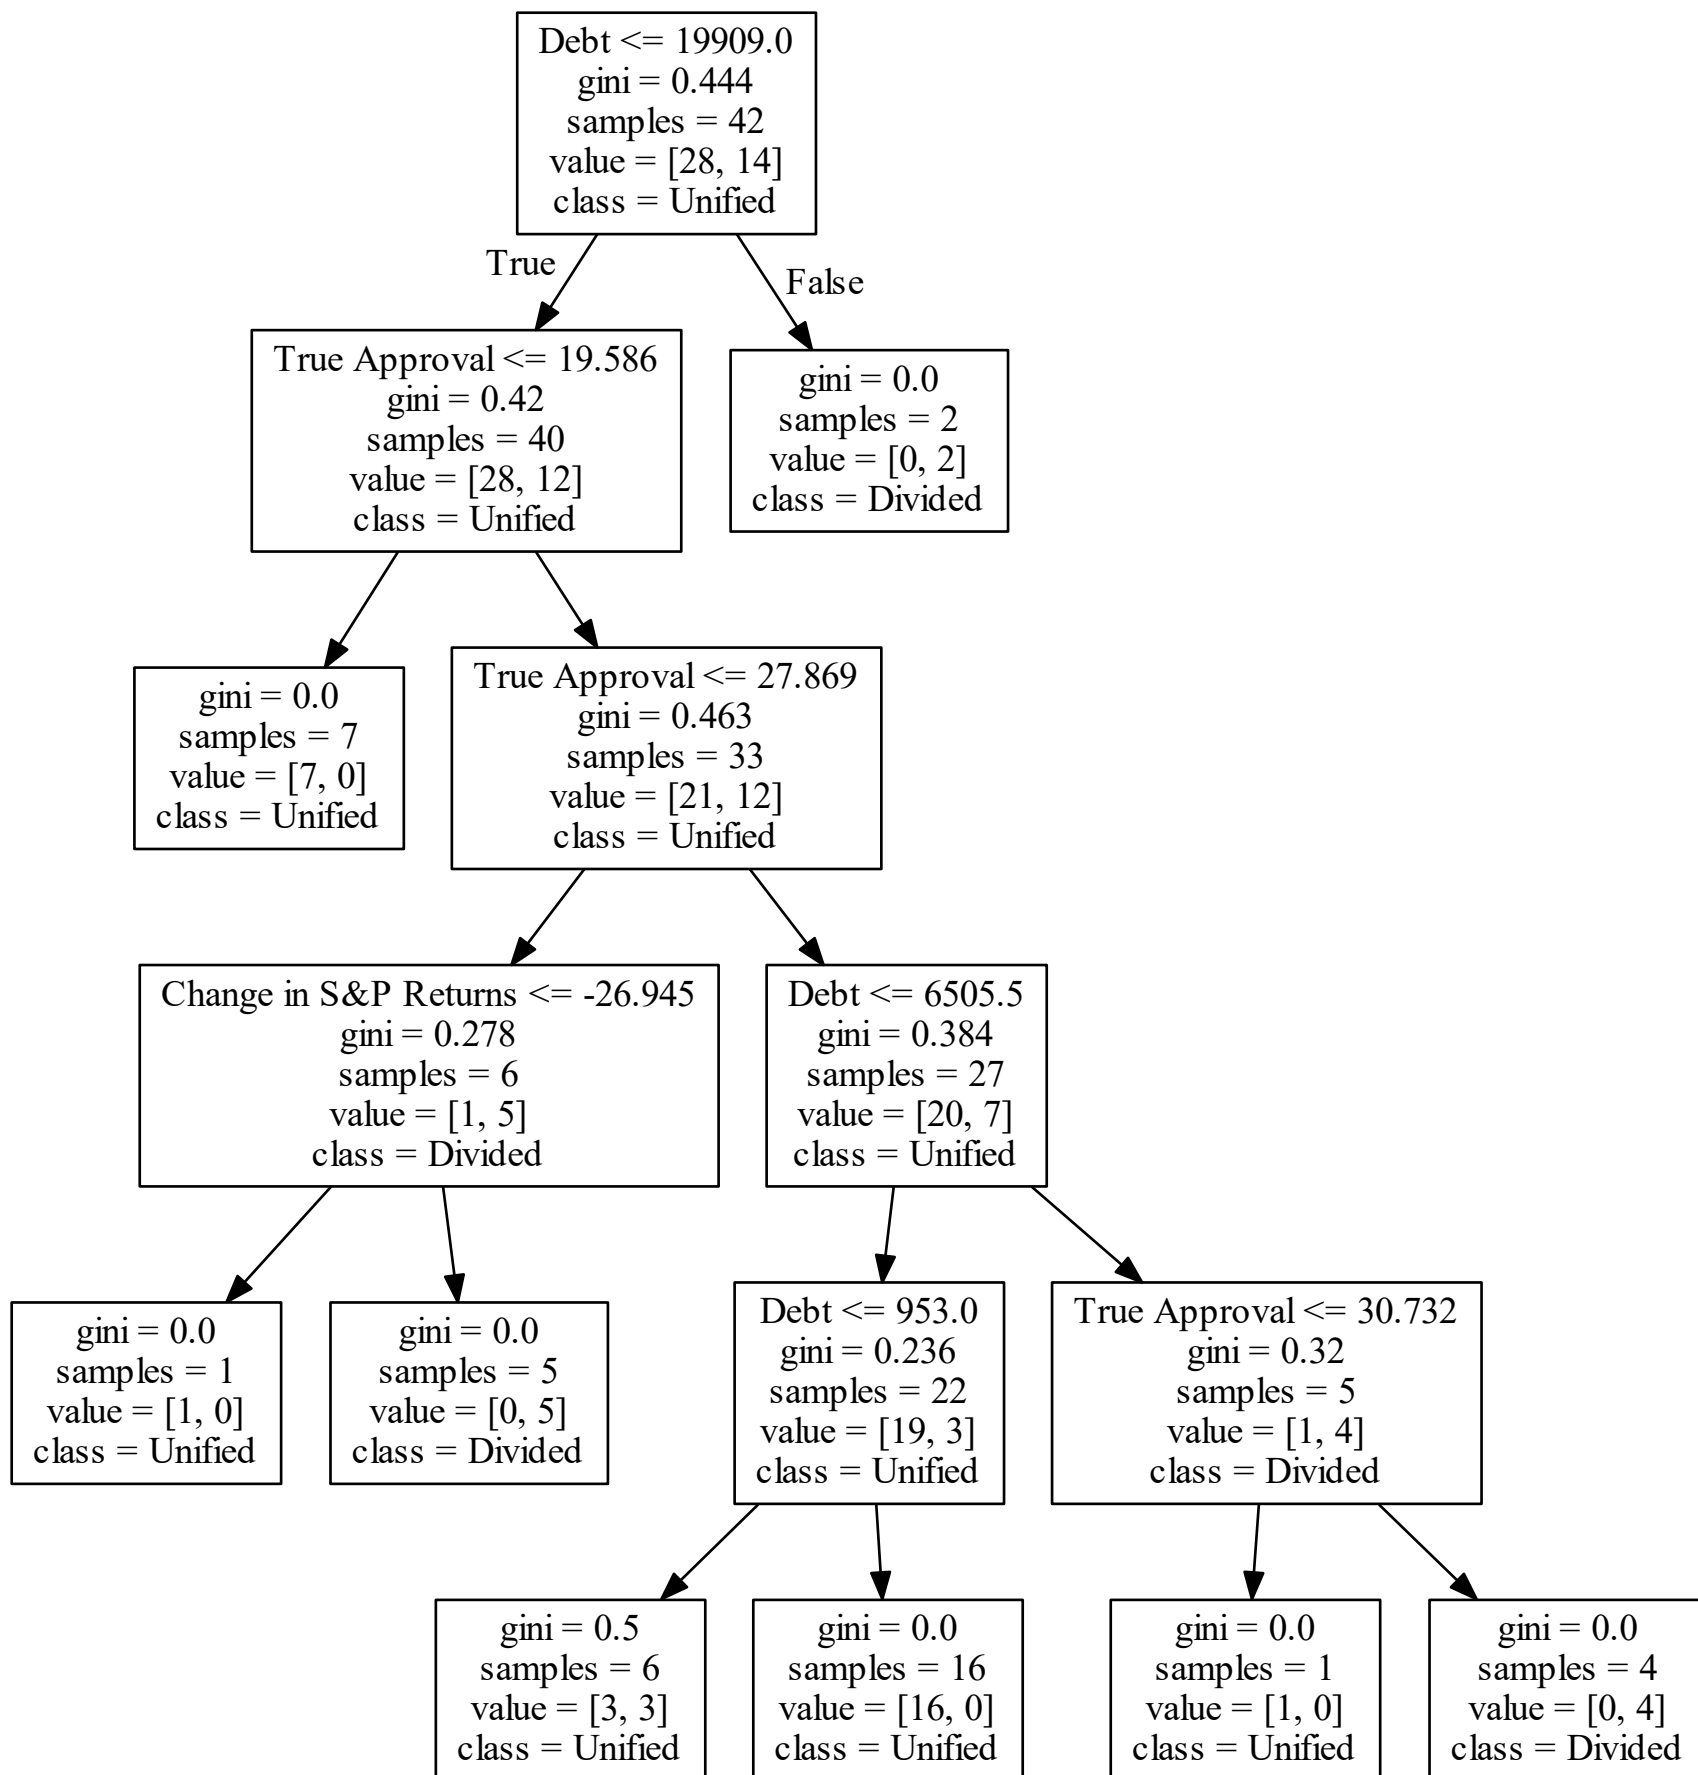 Debt <= 19909.0
gini = 0.444
samples = 42
value = [28, 14]
class = Unified
True
False
True Approval <= 19.586
gini = 0.42
samples = 40
value = [28, 12]
class = Unified
gini = 0.0
samples = 2
value = [0, 2]
class = Divided
gini = 0.0
samples = 7
value = [7, 0]
class = Unified
True Approval <= 27.869
gini = 0.463
samples = 33
value = [21, 12]
class = Unified
Change in S&P Returns <= -26.945
gini = 0.278
samples = 6
value = [1, 5]
class = Divided
Debt <= 6505.5
gini = 0.384
samples = 27
value = [20, 7]
class = Unified
gini = 0.0
samples = 1
value = [1, 0]
class = Unified
gini = 0.0
samples = 5
value = [0, 5]
class = Divided
Debt <= 953.0
gini = 0.236
samples = 22
value = [19, 3]
class = Unified
True Approval <= 30.732
gini = 0.32
samples = 5
value = [1, 4]
class = Divided
gini = 0.5
samples = 6
value = [3, 3]
class = Unified
gini = 0.0
samples = 16
value = [16, 0]
class = Unified
gini = 0.0
samples = 1
value = [1, 0]
class = Unified
gini = 0.0
samples = 4
value = [0, 4]
class = Divided